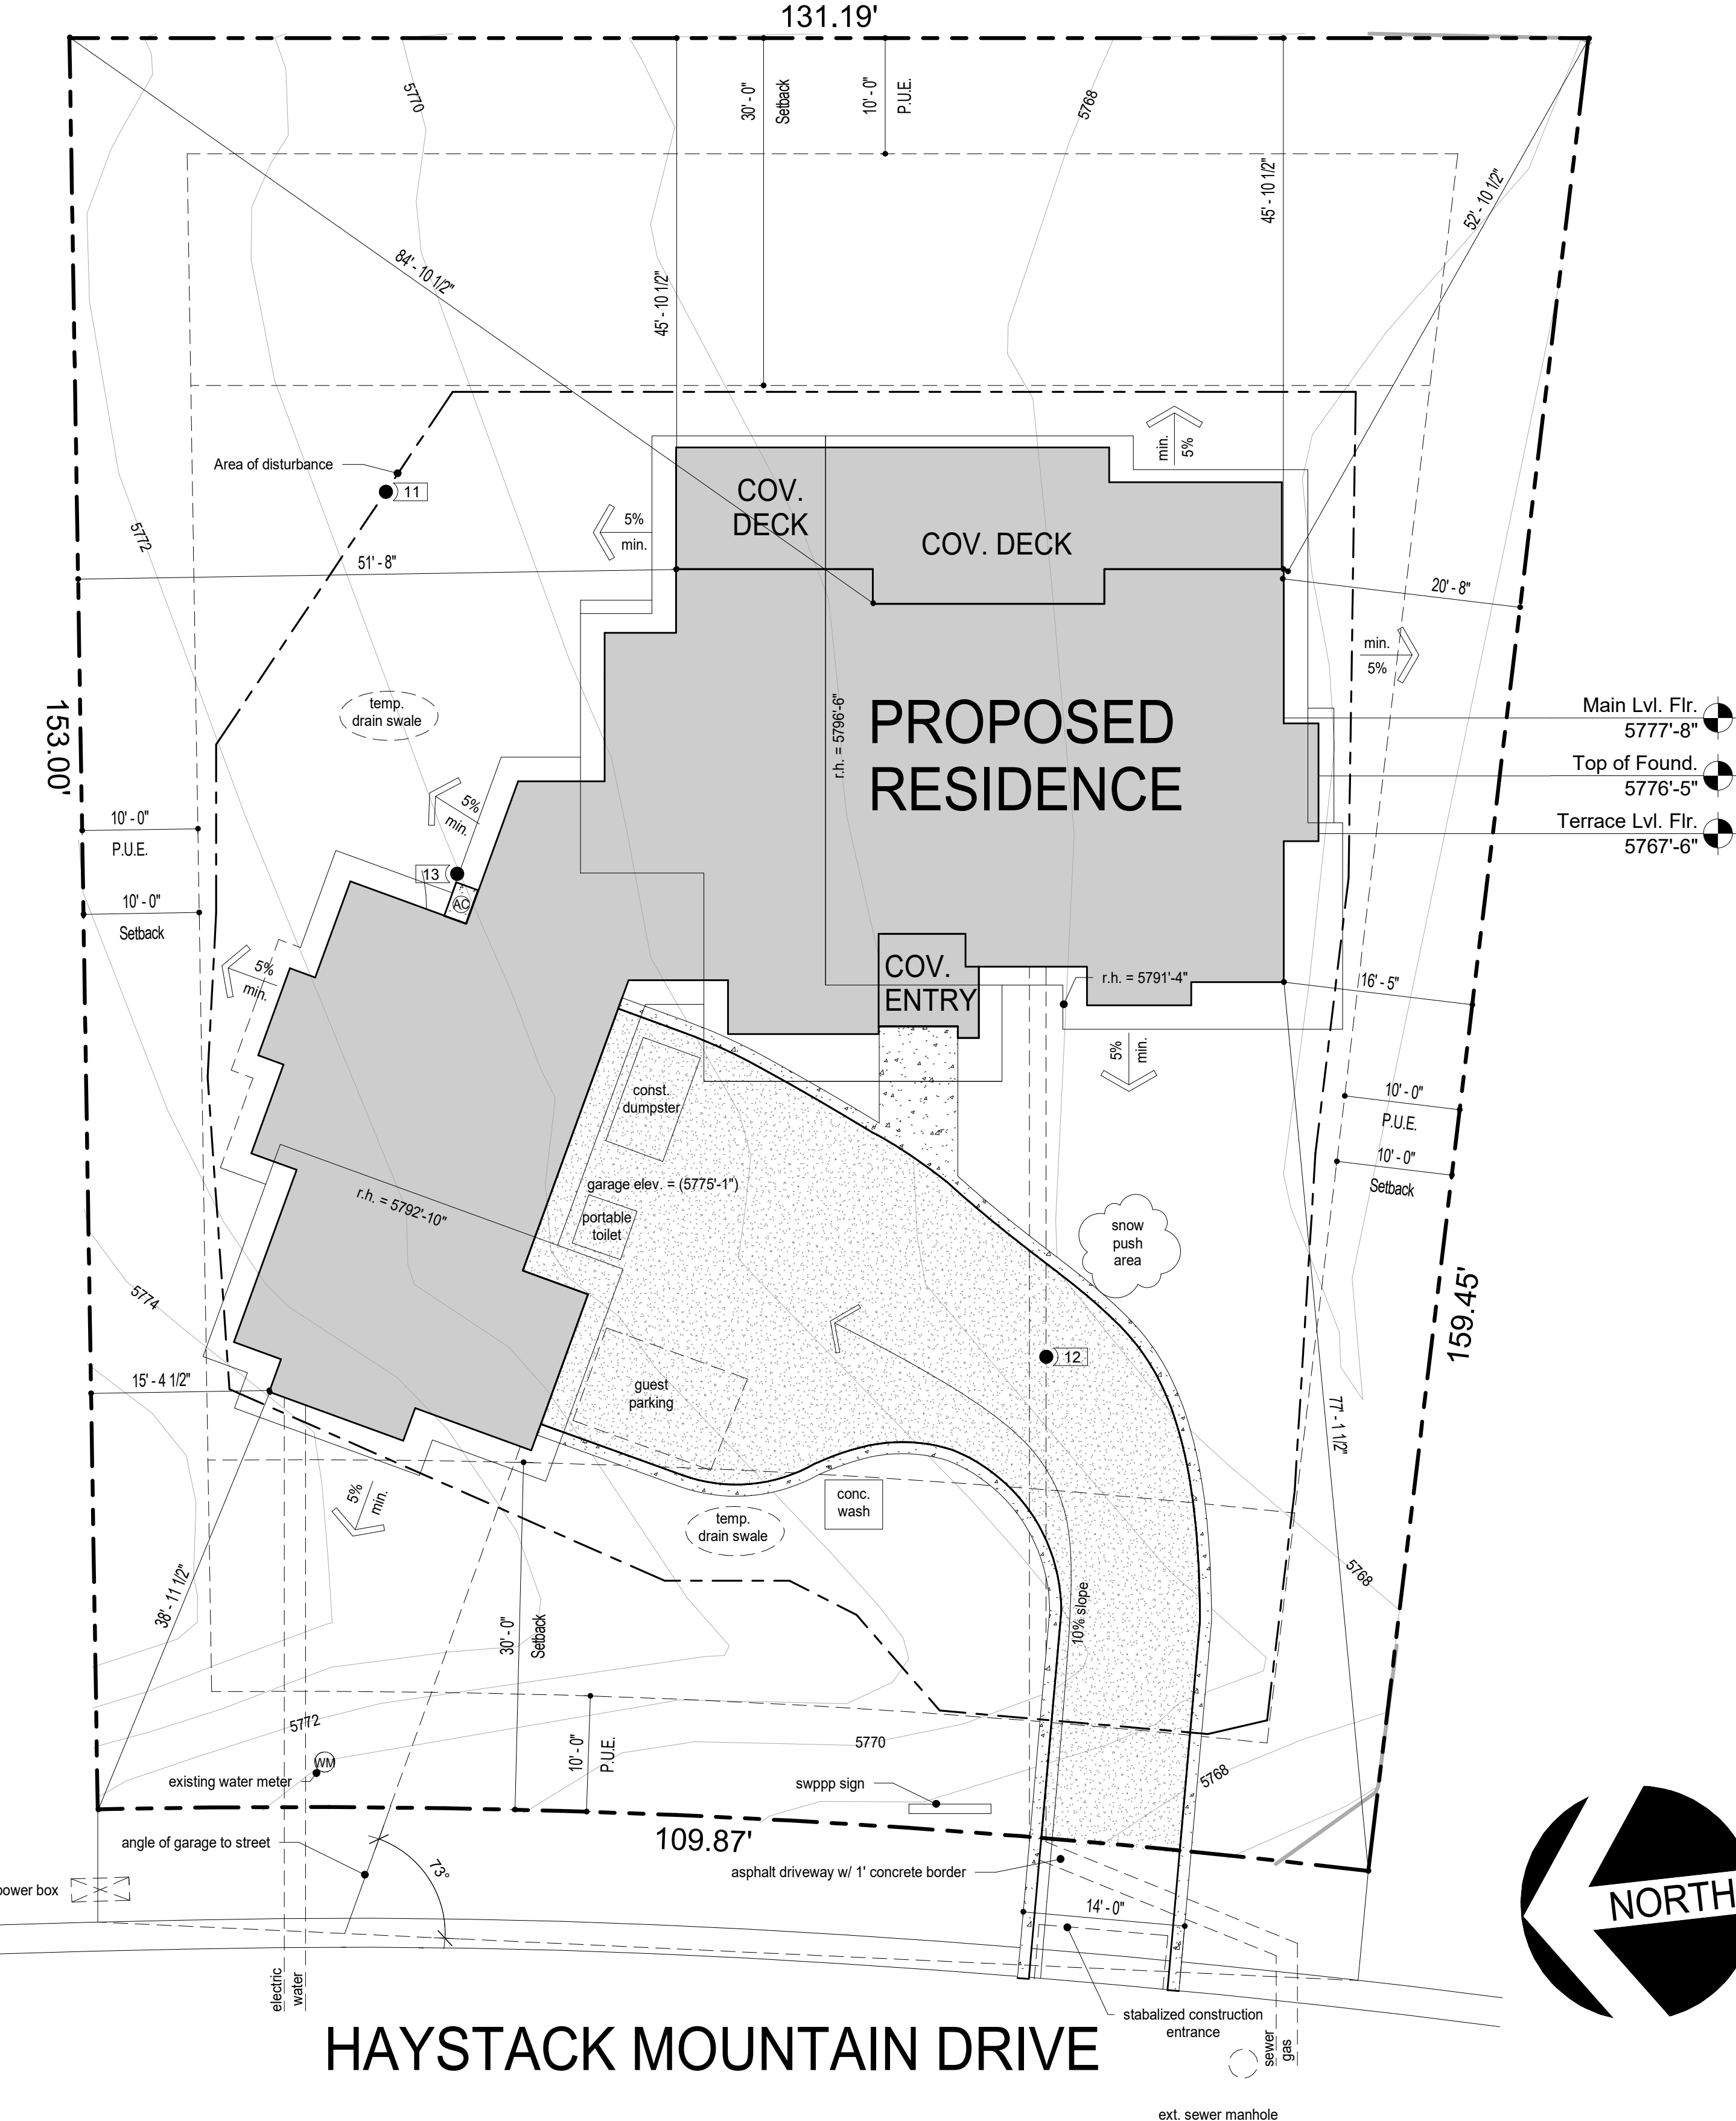 131.19'
30' - 0"
Setback
10' - 0"
P.U.E.
5770
5768
45' - 10 1/2"
52' - 10 1/2"
84' - 10 1/2"
45' - 10 1/2"
Area of disturbance
11
min.
5%
COV.
DECK
COV. DECK
5%
min.
5772
51' - 8"
20' - 8"
min.
5%
temp.
drain swale
153.00'
r.h. = 5796'-6"
PROPOSED
RESIDENCE
Main Lvl. Flr.
5777'-8"
Top of Found.
5776'-5"
Terrace Lvl. Flr.
5767'-6"
5%
min.
10' - 0"
P.U.E.
13
AC
10' - 0"
Setback
5%
min.
COV.
ENTRY
r.h. = 5791'-4"
16' - 5"
5%
min.
const.
dumpster
10' - 0"
P.U.E.
10' - 0"
Setback
garage elev. = (5775'-1")
r.h. = 5792'-10"
portable
toilet
snow
push
area
5774
159.45'
12
15' - 4 1/2"
guest
parking
77' - 1 1/2"
5%
min.
conc.
wash
temp.
drain swale
5768
38' - 11 1/2"
30' - 0"
Setback
10% slope
5772
10' - 0"
P.U.E.
5770
WM
existing water meter
swppp sign
5768
109.87'
angle of garage to street
73°
asphalt driveway w/ 1' concrete border
power box
14' - 0"
NORTH
electric
water
stabalized construction
entrance
HAYSTACK MOUNTAIN DRIVE
sewer
gas
ext. sewer manhole